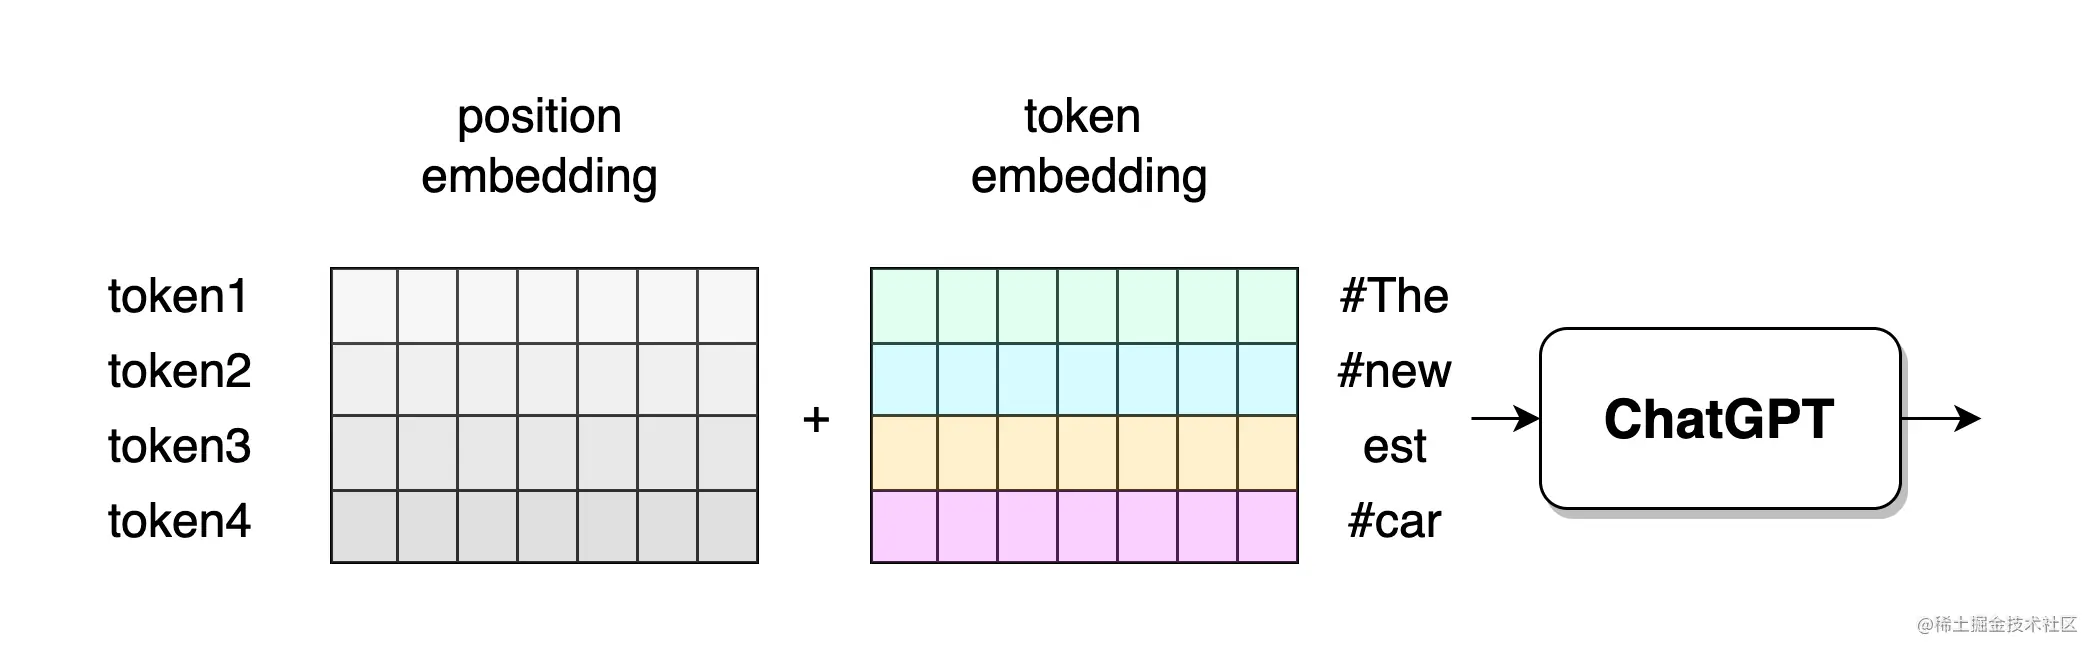 position
embedding
token
embedding
token1
token2
token3
token4
+
#The
#new
est
#car
ChatGPT
@稀土掘金技术社区